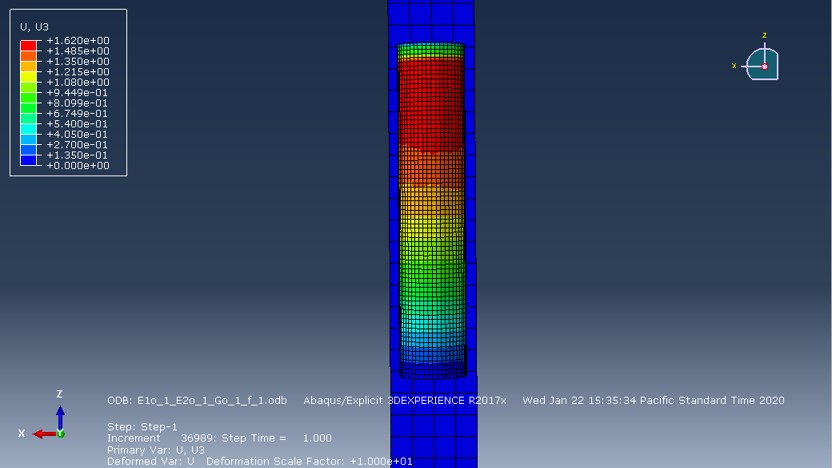 U, U3
+1.620e+00
+1.485e+00
+1.350e+00
+1.215e+00
+1.080e+00
+9.449e-01
+8.099e-01
+6.749e-01
+5.400e-01
+4.050e-01
+2.700e-01
+1.350e-01
+0.000e+00
Z
X
Z
X
Y
ODB: E1o_1_E2o_1_Go_1_f_1.odb Abaqus/Explicit 3DEXPERIENCE R2017x Wed Jan 22 15:35:34 Pacific Standard Time 2020
Step: Step-1
Increment 36989: Step Time = 1.000
Primary Var: U, U3
Deformed Var: U Deformation Scale Factor: +1.000e+01